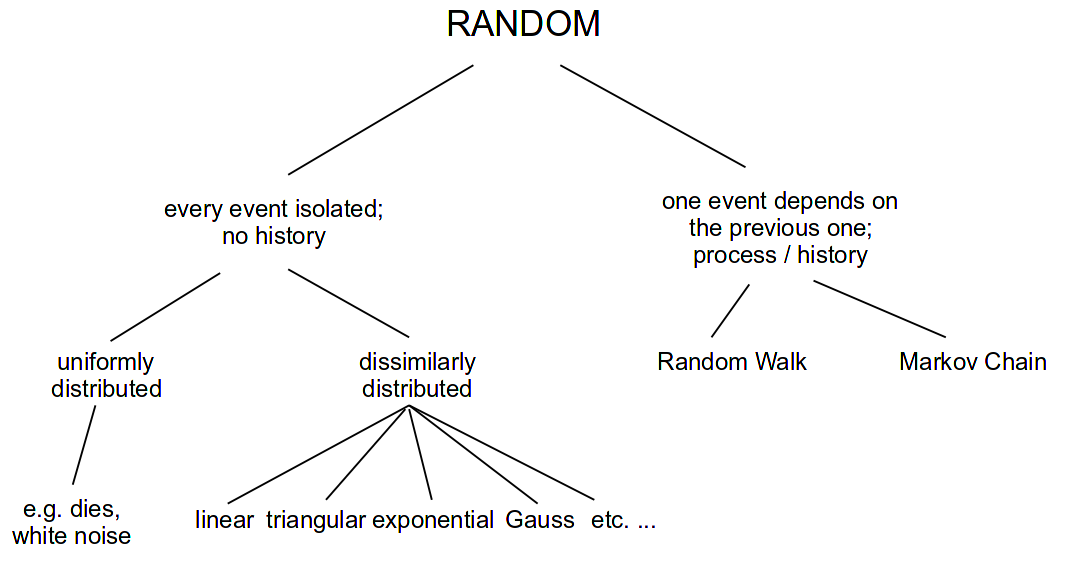 RANDOM
every event isolated;
no history
one event depends on
the previous one;
process / history
uniformly
distributed
dissimilarly
distributed
Random Walk
Markov Chain
e.g. dies,
white noise
linear
triangular
exponential
Gauss
etc. ...